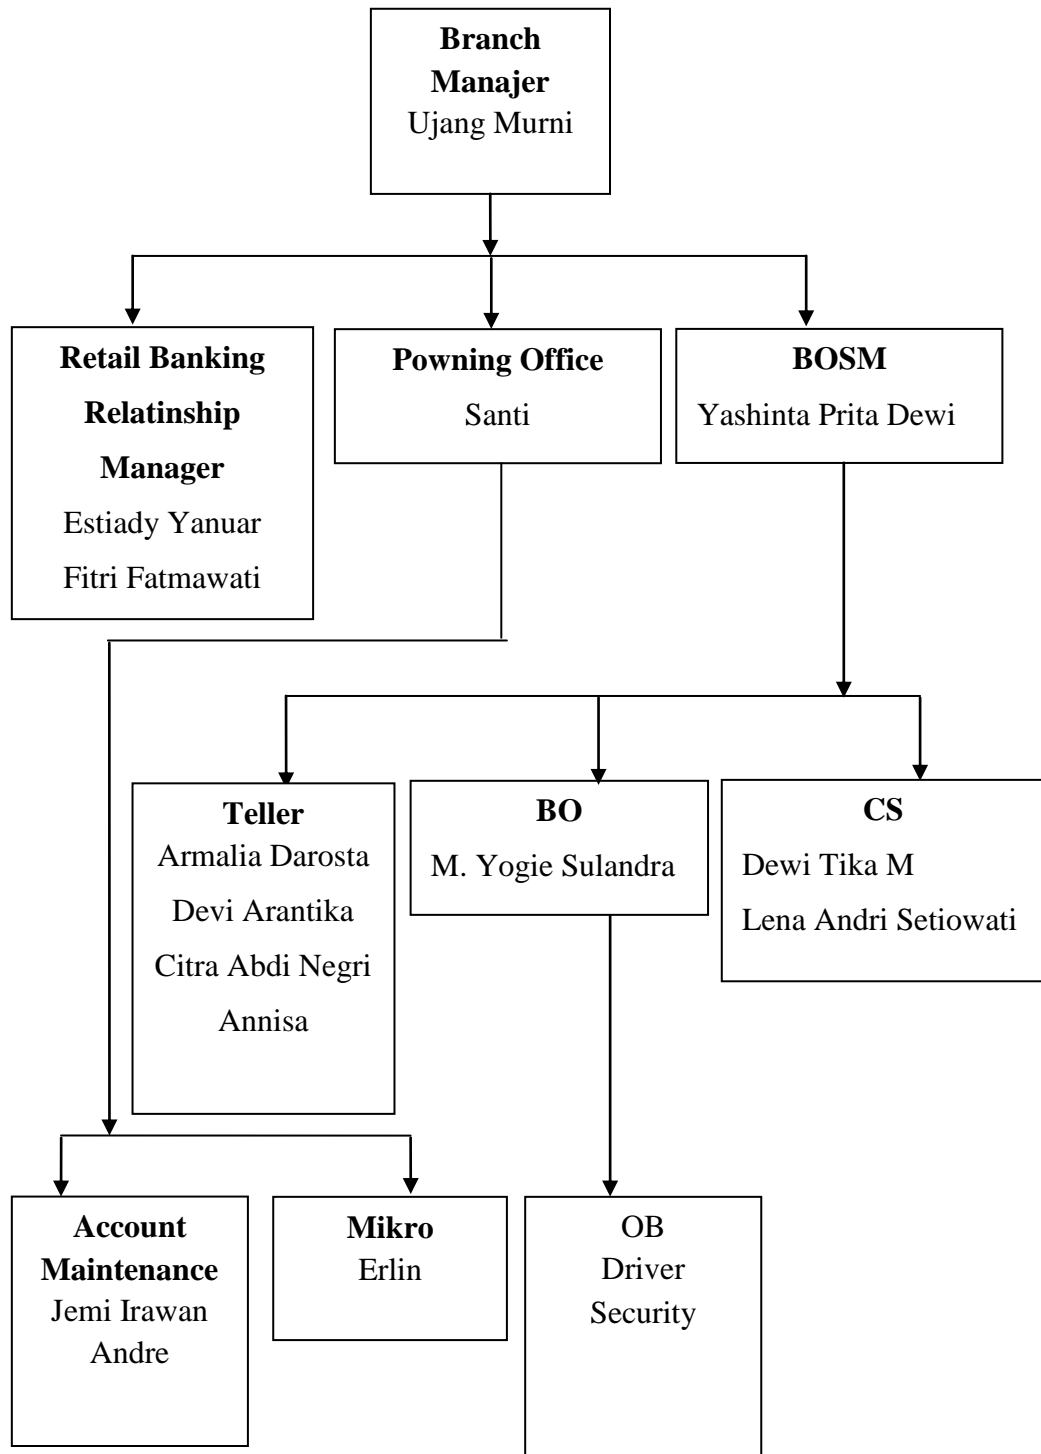 Branch
Manajer
Ujang Murni
Retail Banking
Relatinship
Manager
Estiady Yanuar
Fitri Fatmawati
Powning Office
Santi
BOSM
Yashinta Prita Dewi
Teller
Armalia Darosta
Devi Arantika
Citra Abdi Negri
Annisa
BO
M. Yogie Sulandra
CS
Dewi Tika M
Lena Andri Setiowati
Account
Maintenance
Jemi Irawan
Andre
Mikro
Erlin
OB
Driver
Security